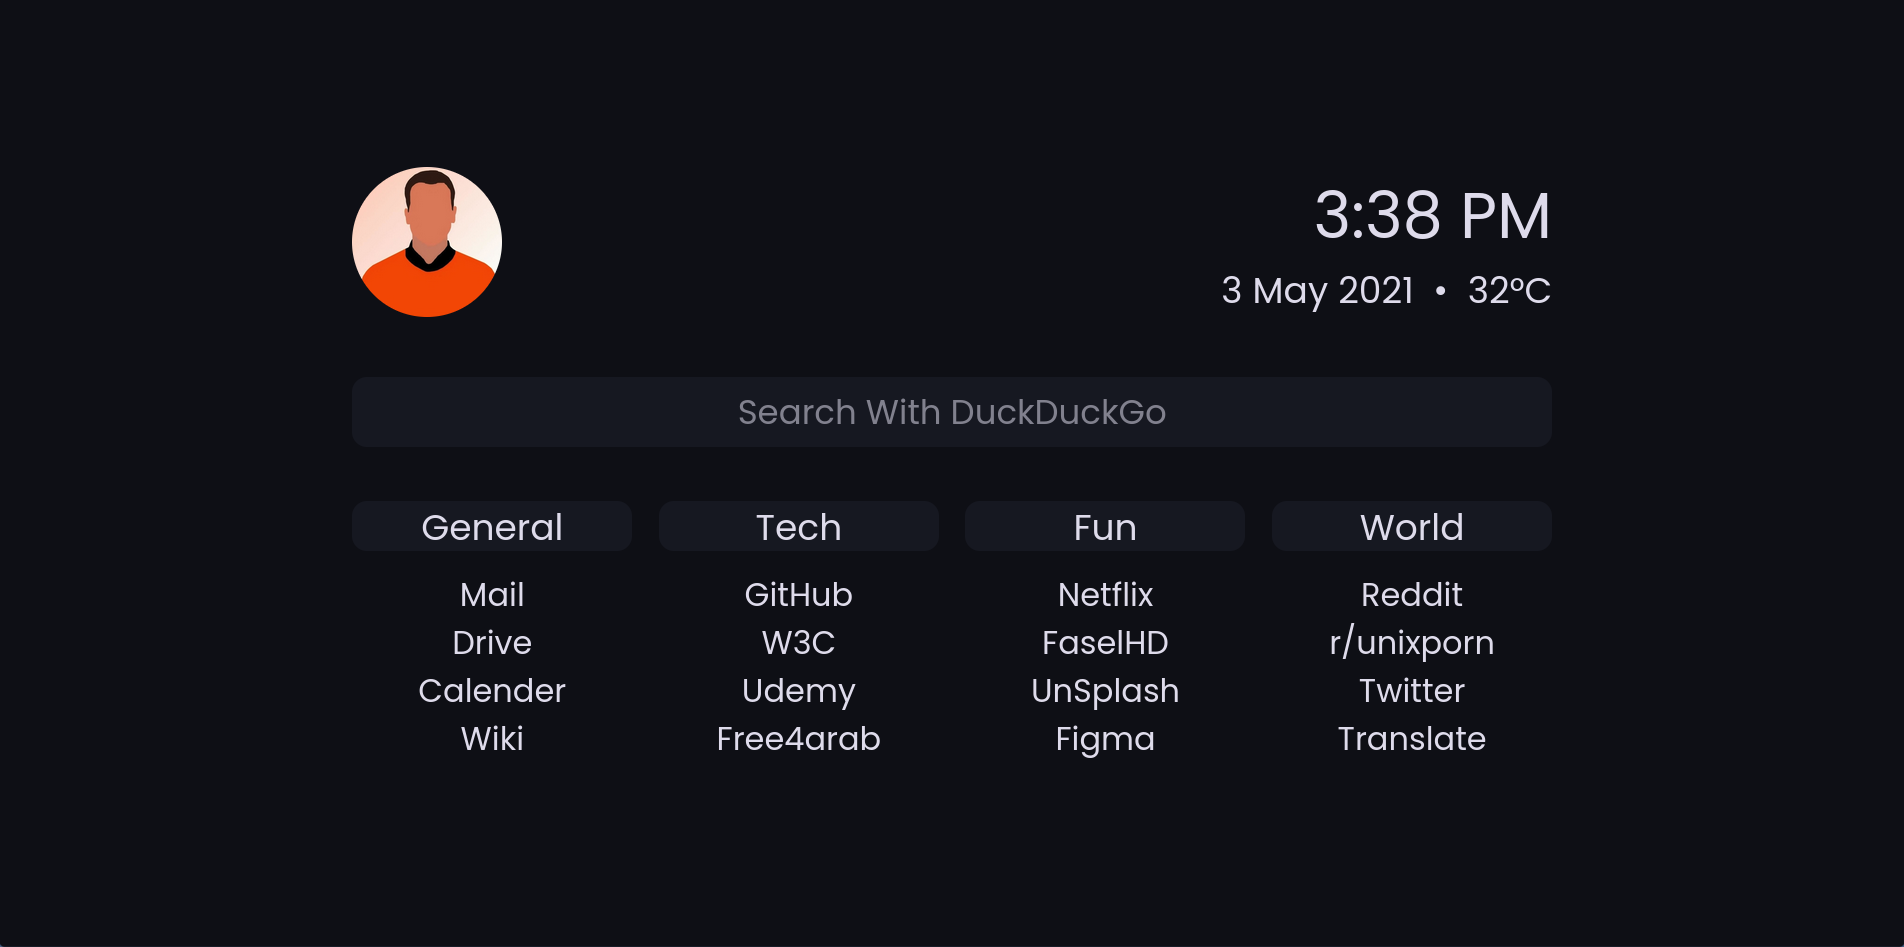 3:38 PM
3 May 2021 • 32°C
Search With DuckDuckGo
General
Mail
Drive
Calender
Wiki
Tech
GitHub
W3C
Udemy
Free4arab
Fun
Netflix
FaselHD
UnSplash
Figma
World
Reddit
r/unixporn
Twitter
Translate